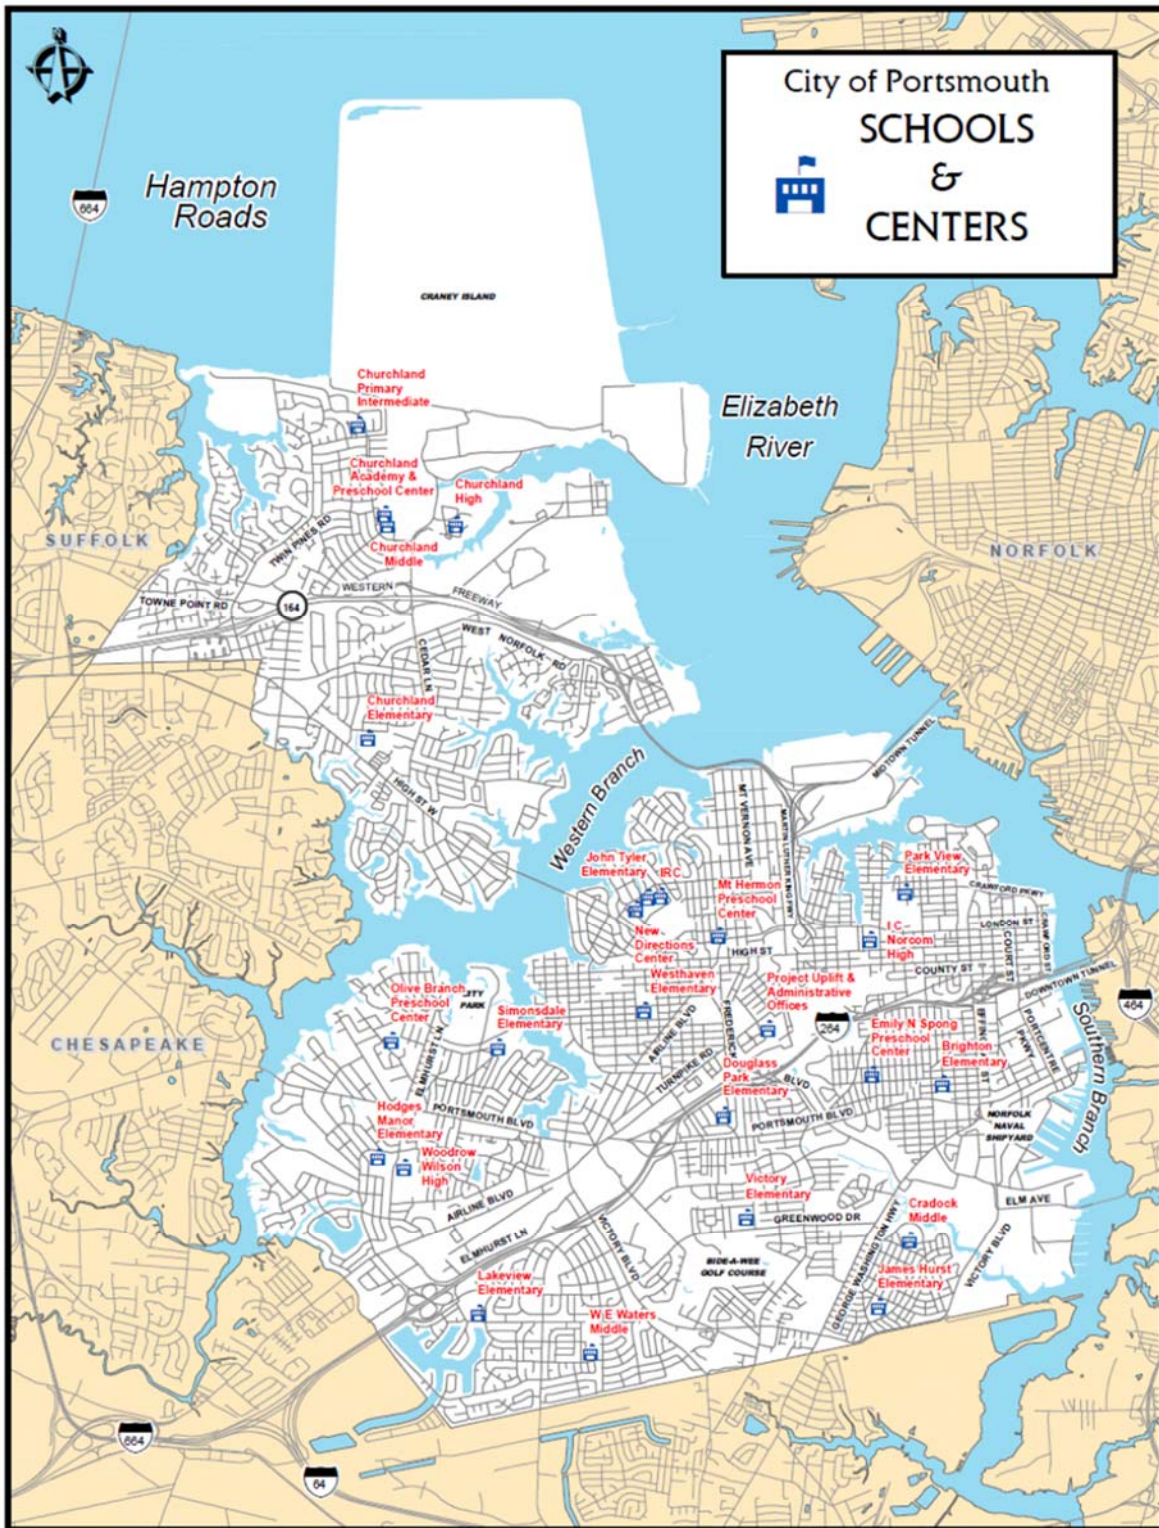 City of Portsmouth
SCHOOLS
&
CENTERS
N
664
Hampton
Roads
CRANEY ISLAND
Churchland
Primary
Intermediate
Elizabeth
River
Churchland
Academy &
Preschool Center
Churchland
High
Churchland
Middle
SUFFOLK
NORFOLK
TWIN PINES RD
TOWNE POINT RD
164
WESTERN
FREEWAY
WEST NORFOLK RD
CEDAR LN
Churchland
Elementary
HIGH ST W
Western Branch
MIDTOWN TUNNEL
MT VERNON AVE
MARTIN LUTHER KING FWY
John Tyler
Elementary
IRC
Mt Hermon
Preschool
Center
Park View
Elementary
CRAWFORD PKWY
LONDON ST
CRAWFORD ST
COURT ST
I C
Norcom
High
New
Directions
Center
HIGH ST
COUNTY ST
DOWNTOWN TUNNEL
464
Westhaven
Elementary
Project Uplift &
Administrative
Offices
264
Olive Branch
Preschool
Center
CITY
PARK
Simonsdale
Elementary
ELMHURST LN
AIRLINE BLVD
FREDERICK
BLVD
TURNPIKE RD
Emily N Spong
Preschool
Center
Brighton
Elementary
PORTCENTRE
PKWY
Southern Branch
CHESAPEAKE
Douglass
Park
Elementary
PORTSMOUTH BLVD
PORTSMOUTH BLVD
NORFOLK
NAVAL
SHIPYARD
Hodges
Manor
Elementary
Woodrow
Wilson
High
AIRLINE BLVD
ELMHURST LN
VICTORY BLVD
Victory
Elementary
GREENWOOD DR
ELM AVE
Cradock
Middle
GEORGE WASHINGTON HWY
VICTORY BLVD
BIDE-A-WEE
GOLF COURSE
James Hurst
Elementary
Lakeview
Elementary
W E Waters
Middle
664
64